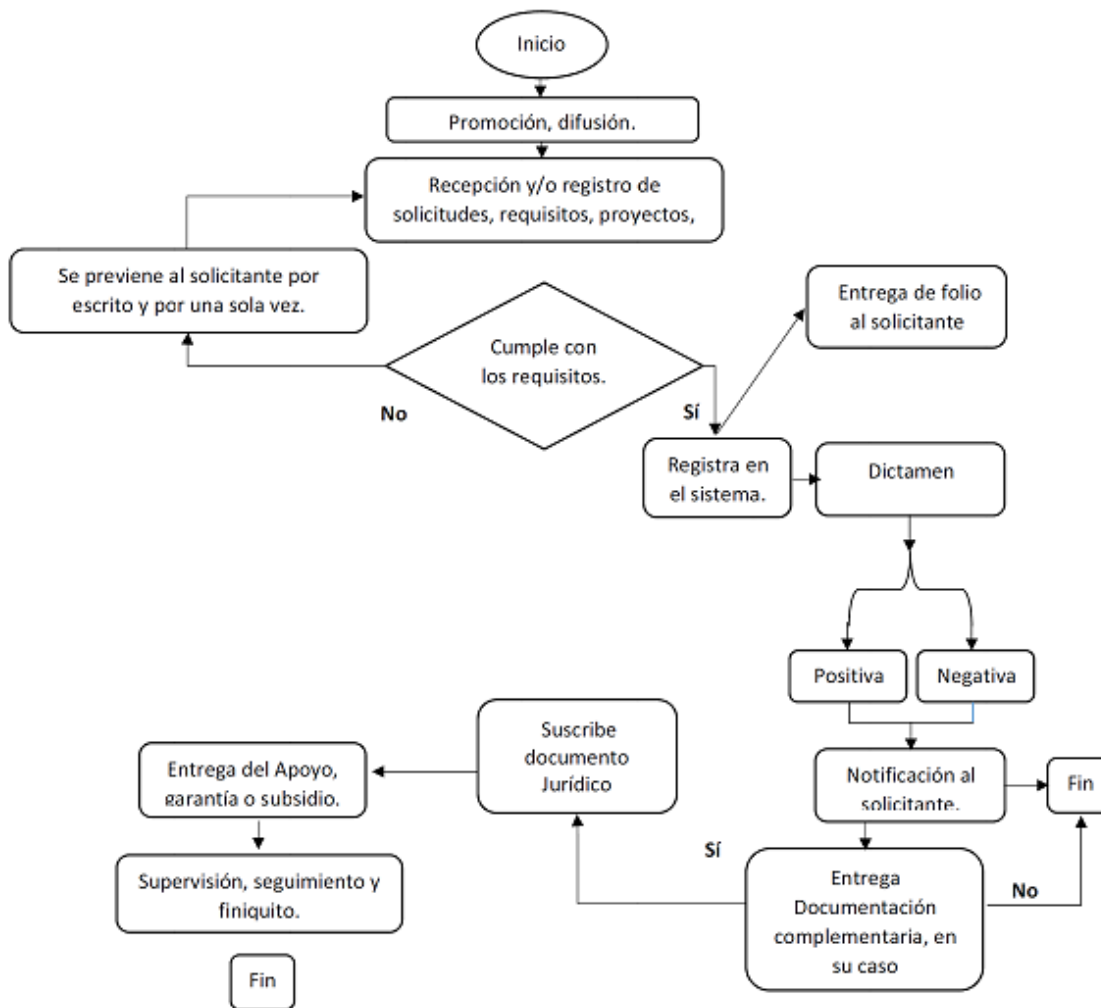 Inicio
Promoción, difusión.
Recepción y/o registro de
solicitudes, requisitos, proyectos,
Se previene al solicitante por
escrito y por una sola vez.
Entrega de folio
al solicitante
Cumple con
los requisitos.
No
Sí
Registra en
el sistema.
Dictamen
Positiva
Negativa
Suscribe
documento
Jurídico
Entrega del Apoyo,
garantía o subsidio.
Notificación al
solicitante.
Fin
Sí
Entrega
Documentación
complementaria, en
su caso
No
Supervisión, seguimiento y
finiquito.
Fin